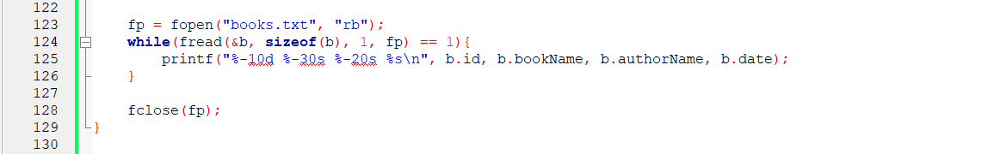 122
123 fp = fopen("books.txt", "rb");
124 while(fread(&b, sizeof(b), 1, fp) == 1){
125 printf("%-10d %-30s %-20s %s\n", b.id, b.bookName, b.authorName, b.date);
126 }
127
128 fclose(fp);
129 }
130